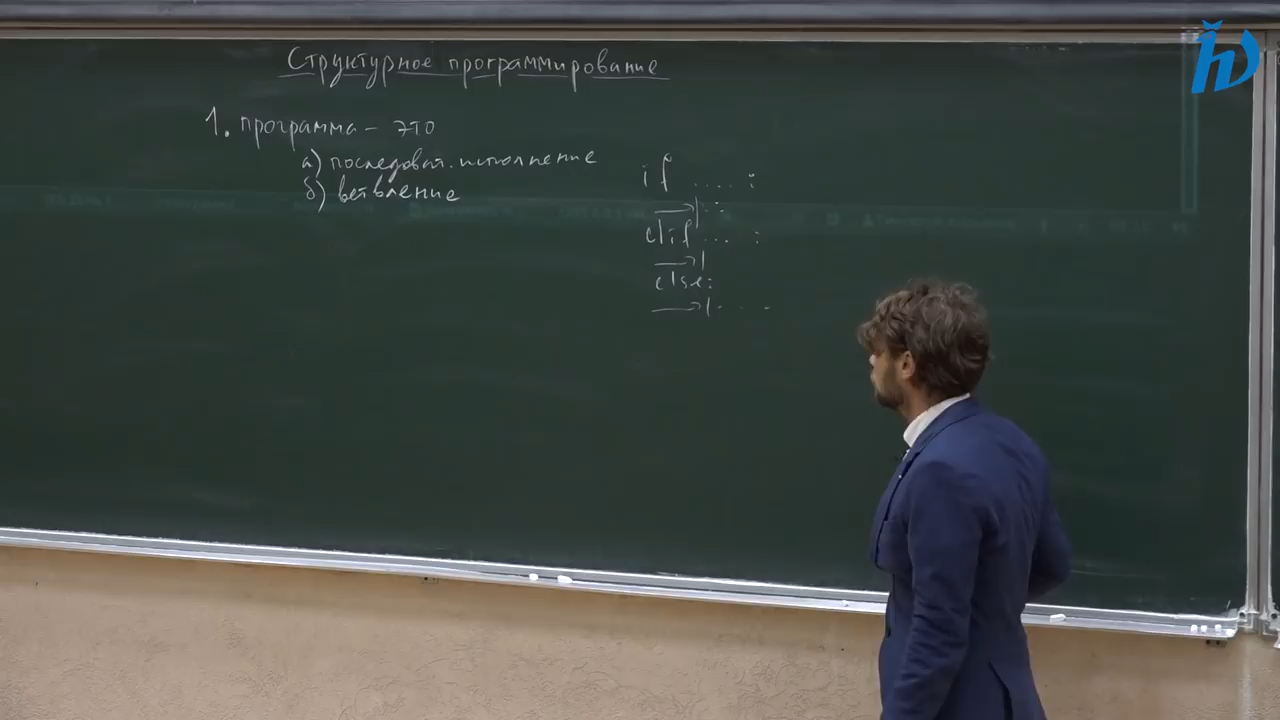 Структурное программирование
1. программа – это
а) последоват. исполнение
б) ветвление
if ..... :
elif ... :
else: